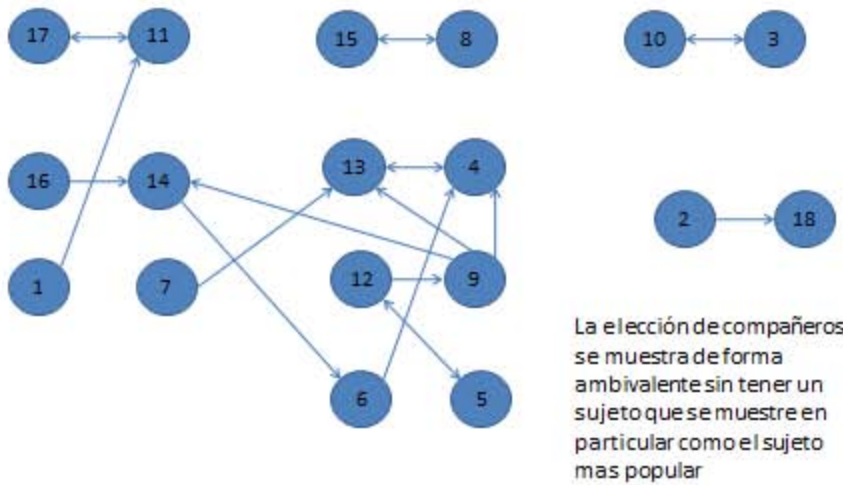 17 11 15 8 10 3
16 14 13 4
2 18
1 7 12 9
6 5
La elección de compañeros
se muestra de forma
ambivalente sin tener un
sujeto que se muestre en
particular como el sujeto
mas popular